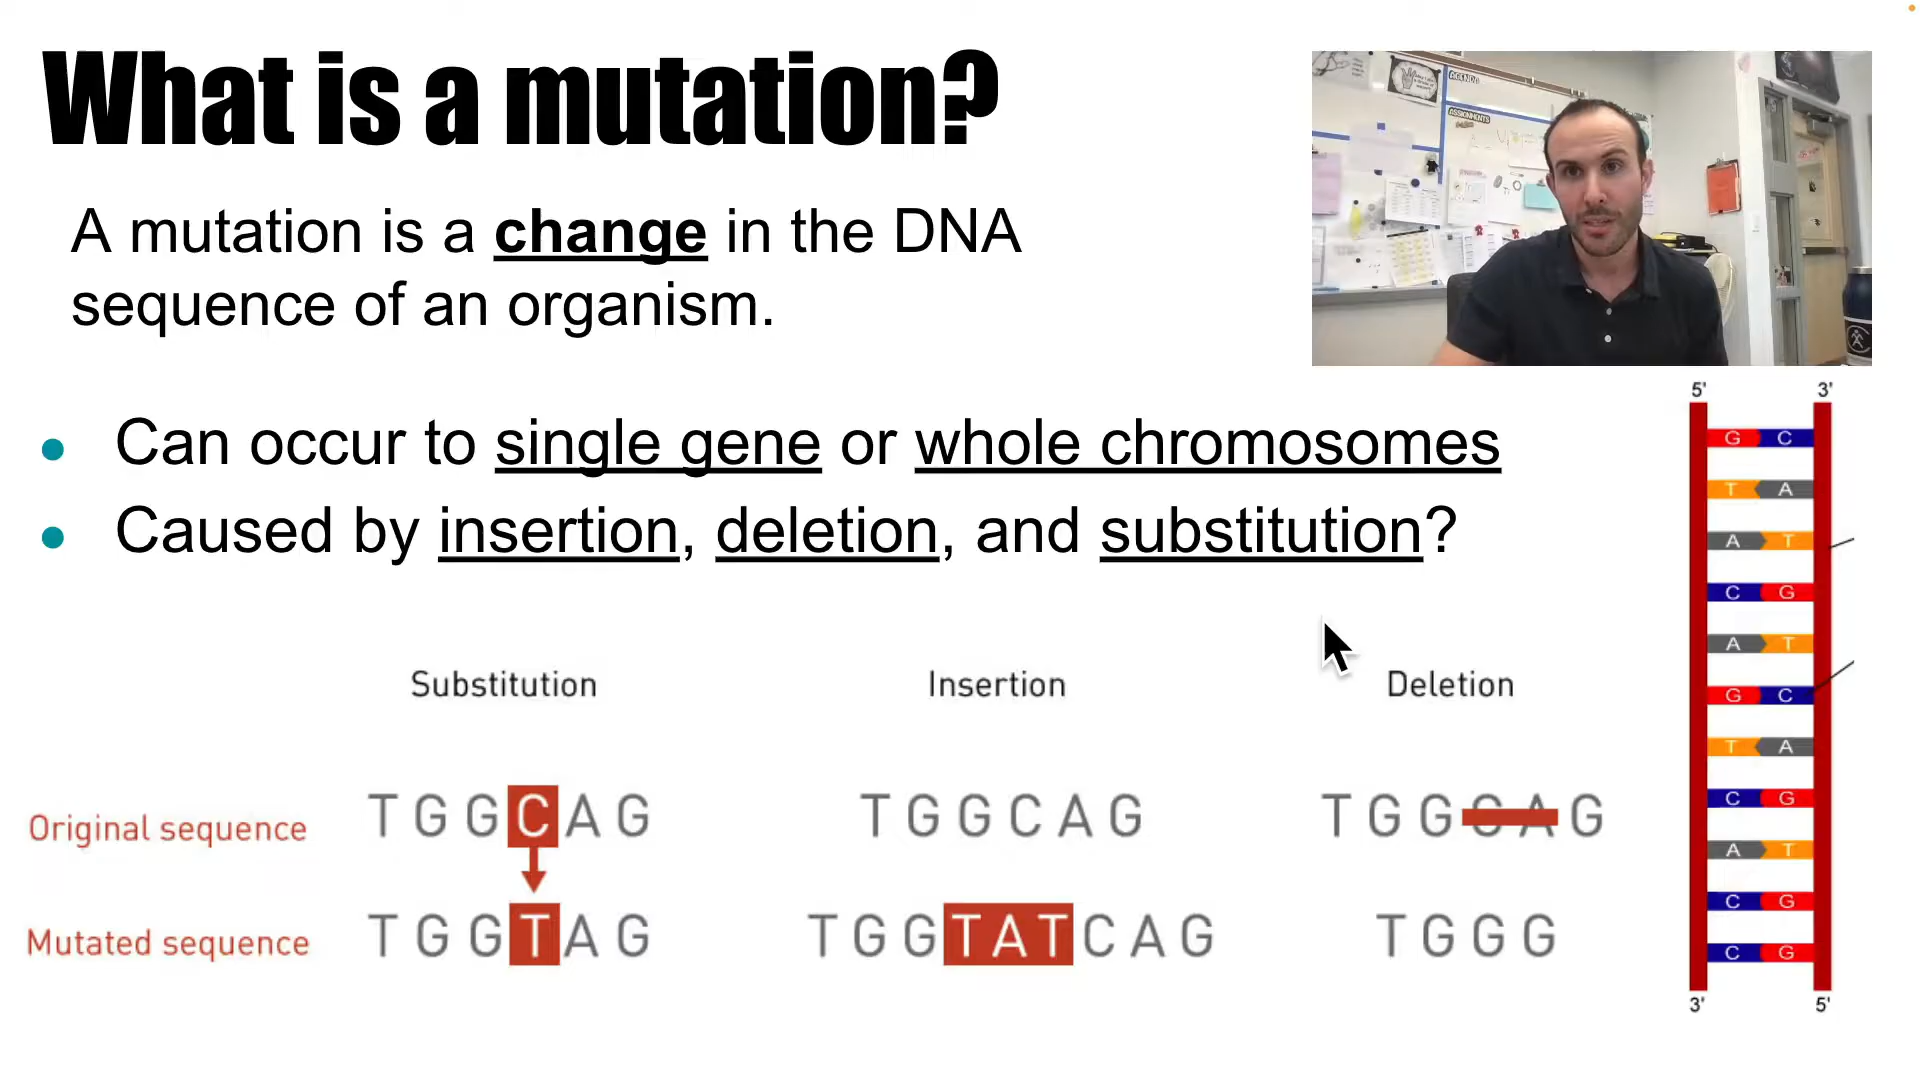 What is a mutation?
AGENDA
ASSIGNMENTS
A mutation is a change in the DNA
sequence of an organism.
• Can occur to single gene or whole chromosomes
• Caused by insertion, deletion, and substitution?
5' 3'
G C
T A
A T
C G
A T
G C
T A
C G
A T
C G
C G
3' 5'
Substitution Insertion Deletion
Original sequence TGGCAG TGGCAG TGGCAG
Mutated sequence TGGTAG TGGTATCAG TGGG